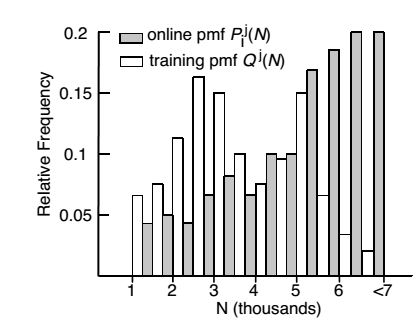 0.2
online pmf P_i^j(N)
training pmf Q^j(N)
0.15
0.1
0.05
Relative Frequency
1 2 3 4 5 6 <7
N (thousands)